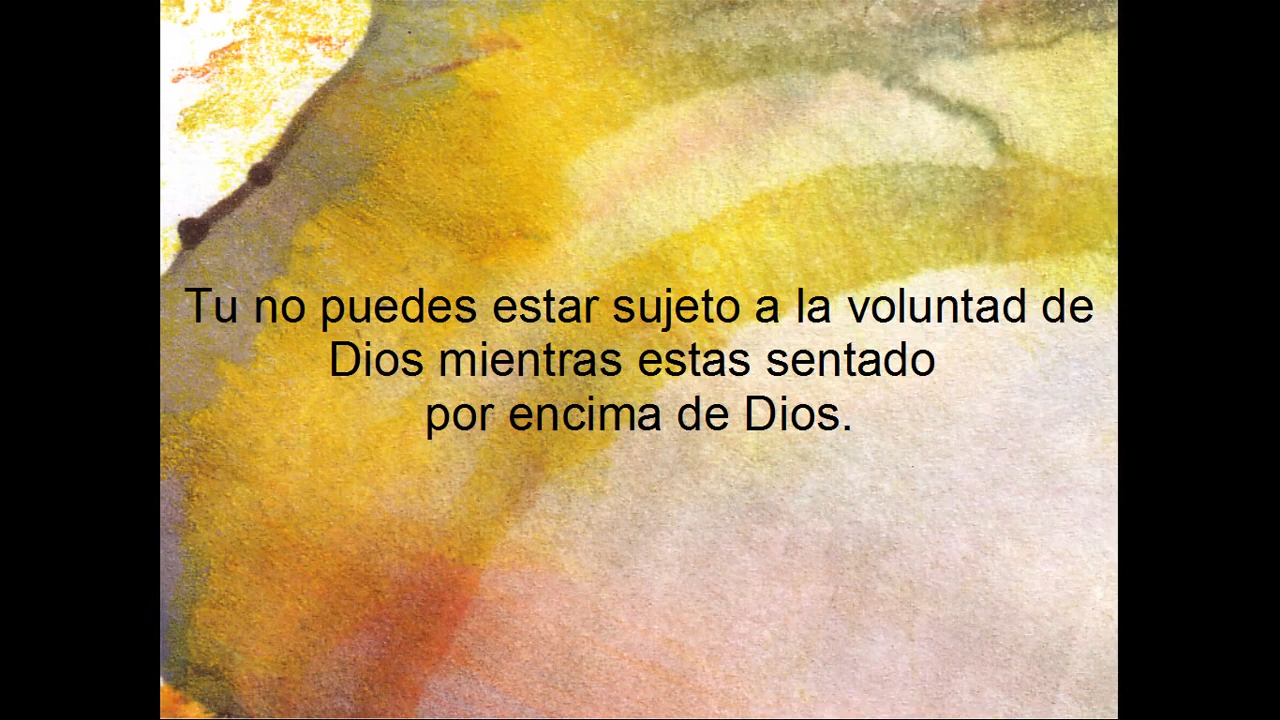 Tu no puedes estar sujeto a la voluntad de
Dios mientras estas sentado
por encima de Dios.